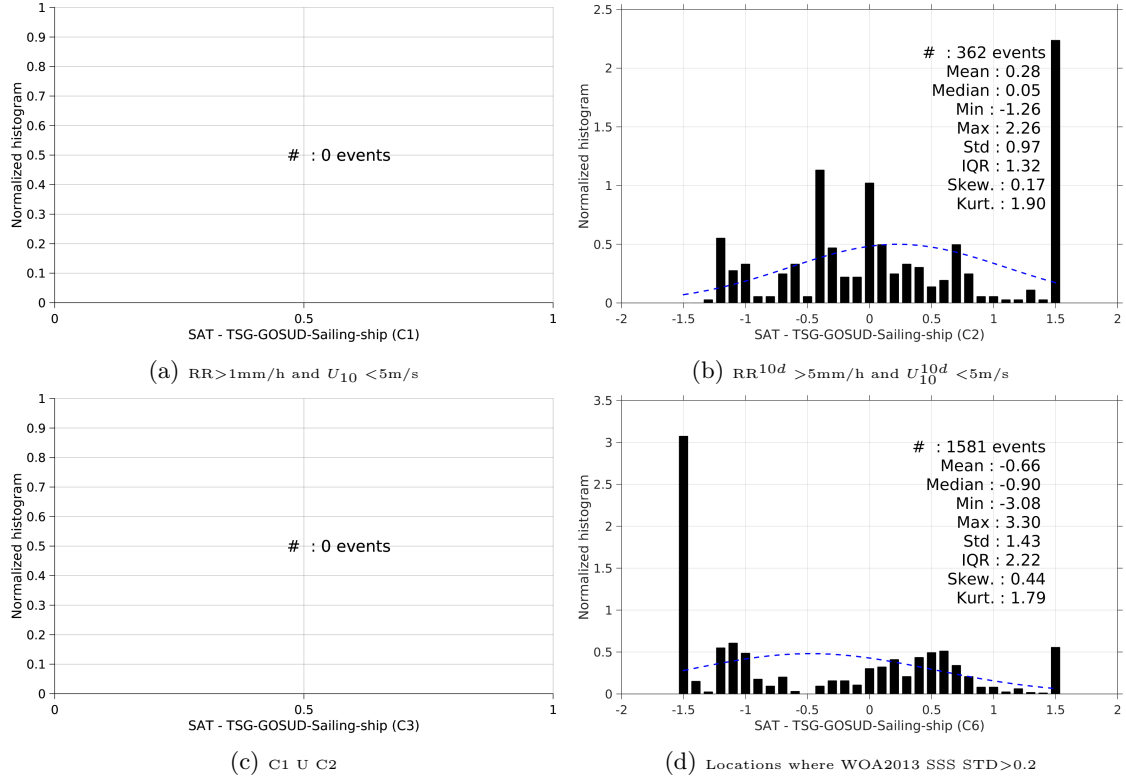 1
0.9
0.8
0.7
0.6
0.5
0.4
0.3
0.2
0.1
0
Normalized histogram
# : 0 events
0 0.5 1
SAT - TSG-GOSUD-Sailing-ship (C1)
(a) RR>1mm/h and U10 <5m/s
2.5
2
1.5
1
0.5
0
Normalized histogram
# : 362 events
Mean : 0.28
Median : 0.05
Min : -1.26
Max : 2.26
Std : 0.97
IQR : 1.32
Skew. : 0.17
Kurt. : 1.90
-2 -1.5 -1 -0.5 0 0.5 1 1.5 2
SAT - TSG-GOSUD-Sailing-ship (C2)
(b) RR10d >5mm/h and U10d10 <5m/s
1
0.9
0.8
0.7
0.6
0.5
0.4
0.3
0.2
0.1
0
Normalized histogram
# : 0 events
0 0.5 1
SAT - TSG-GOSUD-Sailing-ship (C3)
(c) C1 U C2
3.5
3
2.5
2
1.5
1
0.5
0
Normalized histogram
# : 1581 events
Mean : -0.66
Median : -0.90
Min : -3.08
Max : 3.30
Std : 1.43
IQR : 2.22
Skew. : 0.44
Kurt. : 1.79
-2 -1.5 -1 -0.5 0 0.5 1 1.5 2
SAT - TSG-GOSUD-Sailing-ship (C6)
(d) Locations where WOA2013 SSS STD>0.2